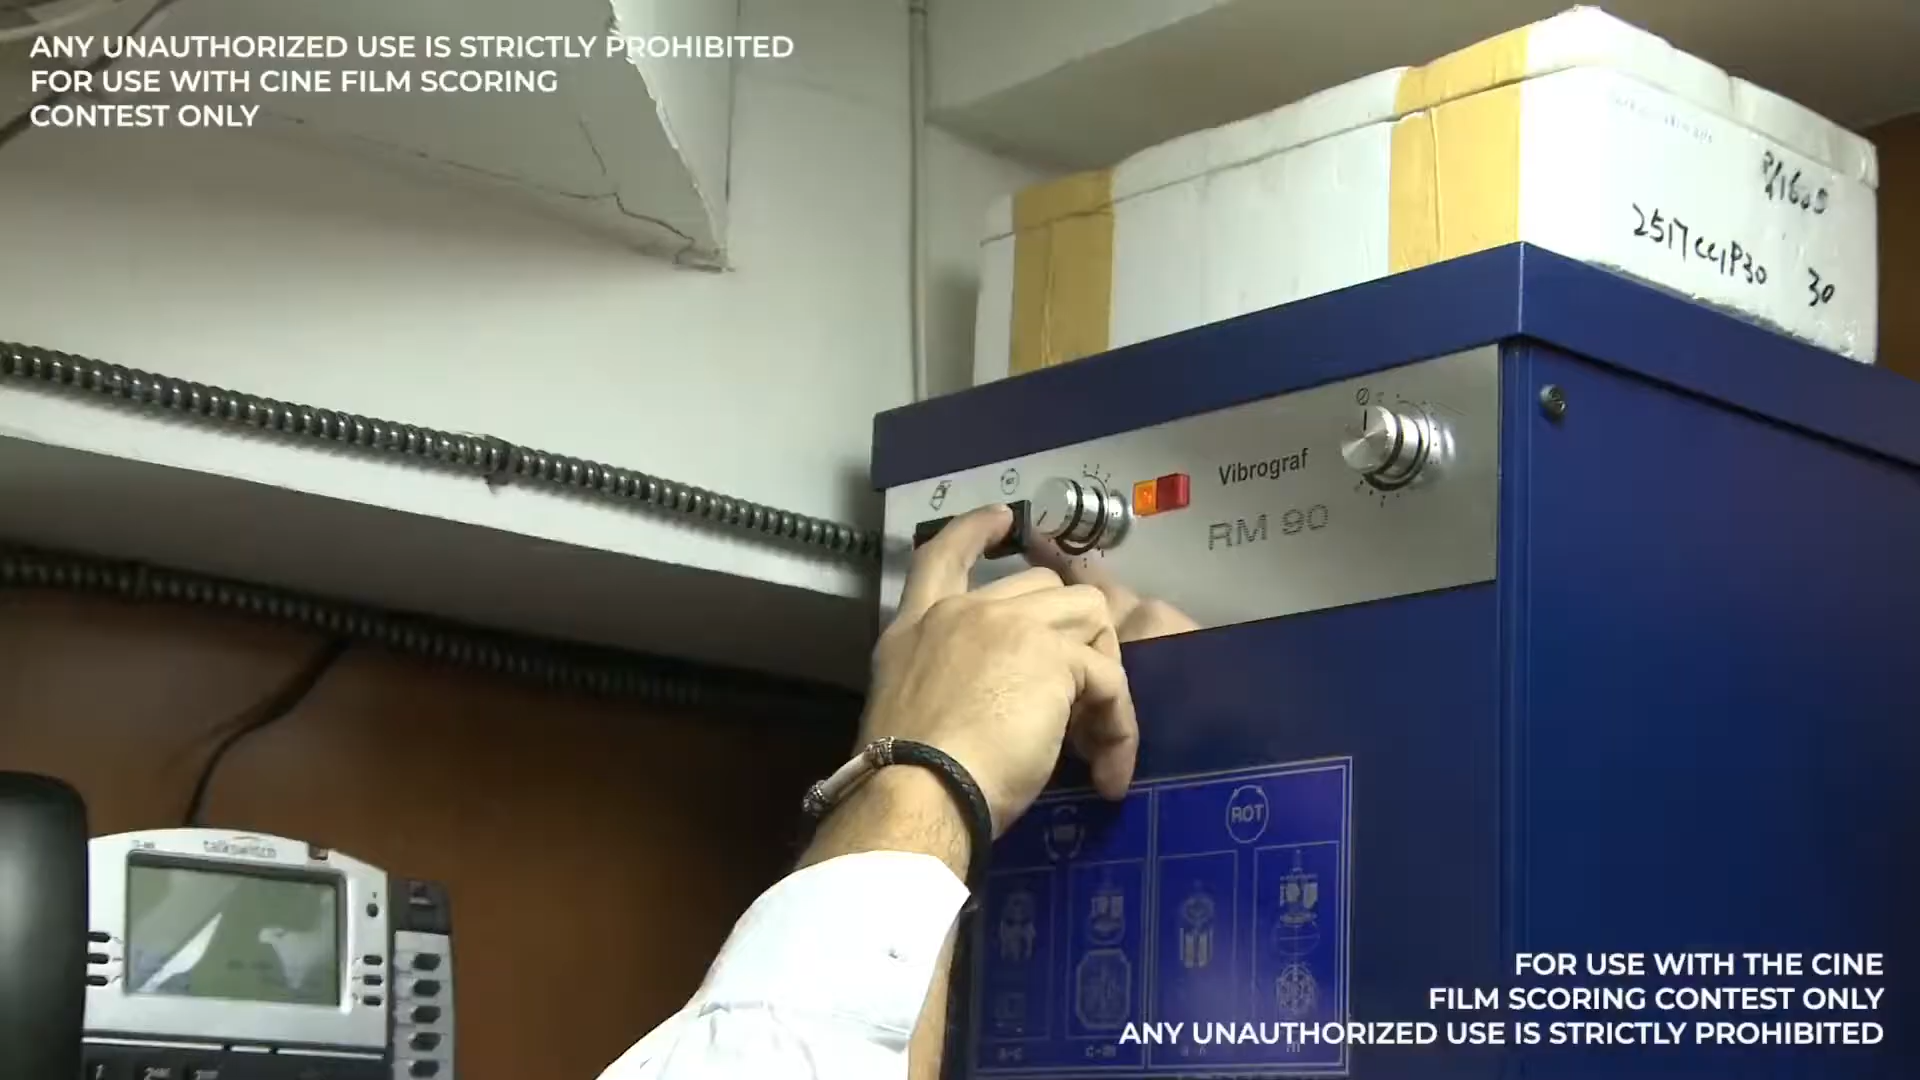 ANY UNAUTHORIZED USE IS STRICTLY PROHIBITED
FOR USE WITH CINE FILM SCORING
CONTEST ONLY
2517CC1P30 30
Vibrograf
RM 90
talkswitch
ROT
FOR USE WITH THE CINE
FILM SCORING CONTEST ONLY
ANY UNAUTHORIZED USE IS STRICTLY PROHIBITED